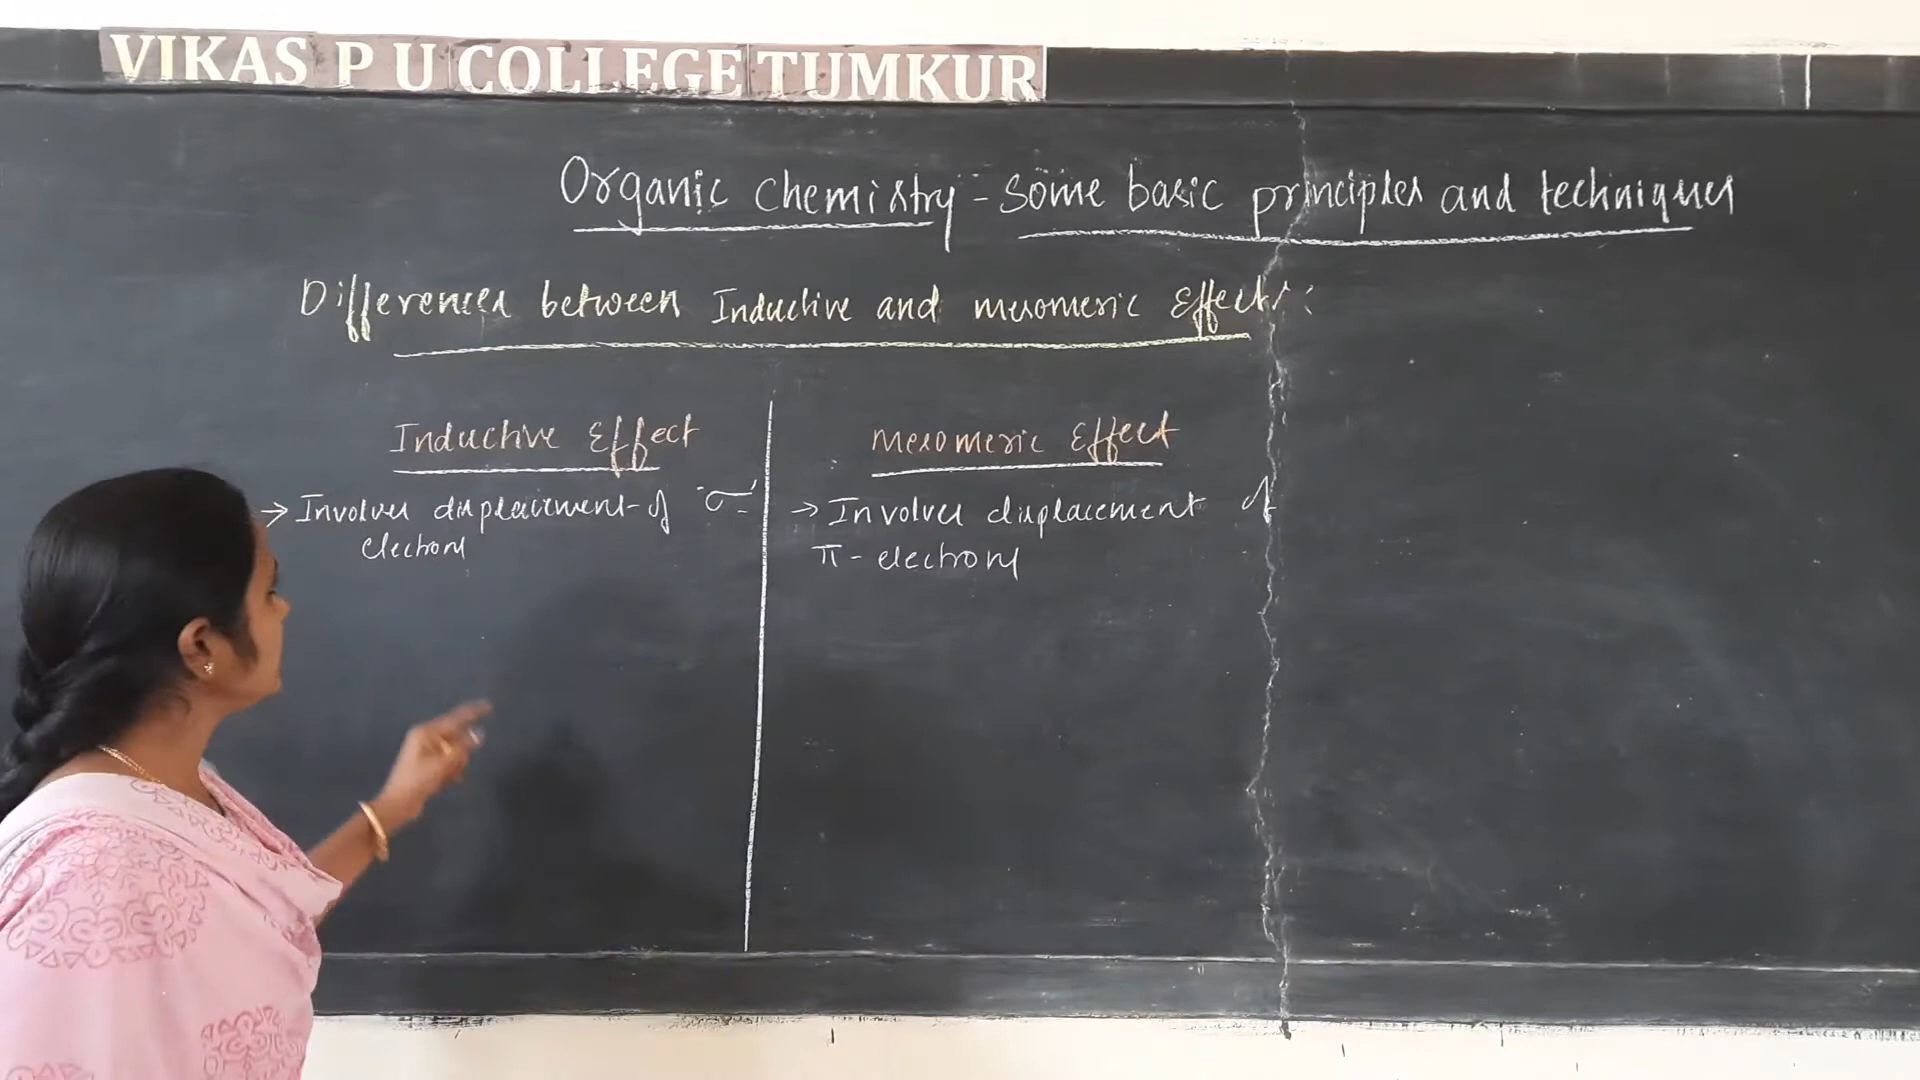 VIKAS P U COLLEGE TUMKUR
Organic chemistry - Some basic principles and techniques
Differences between Inductive and mesomeric Effects:
Inductive Effect
→ Involves displacement of 'σ-'
electrons
Mesomeric Effect
→ Involves displacement of
π- electrons